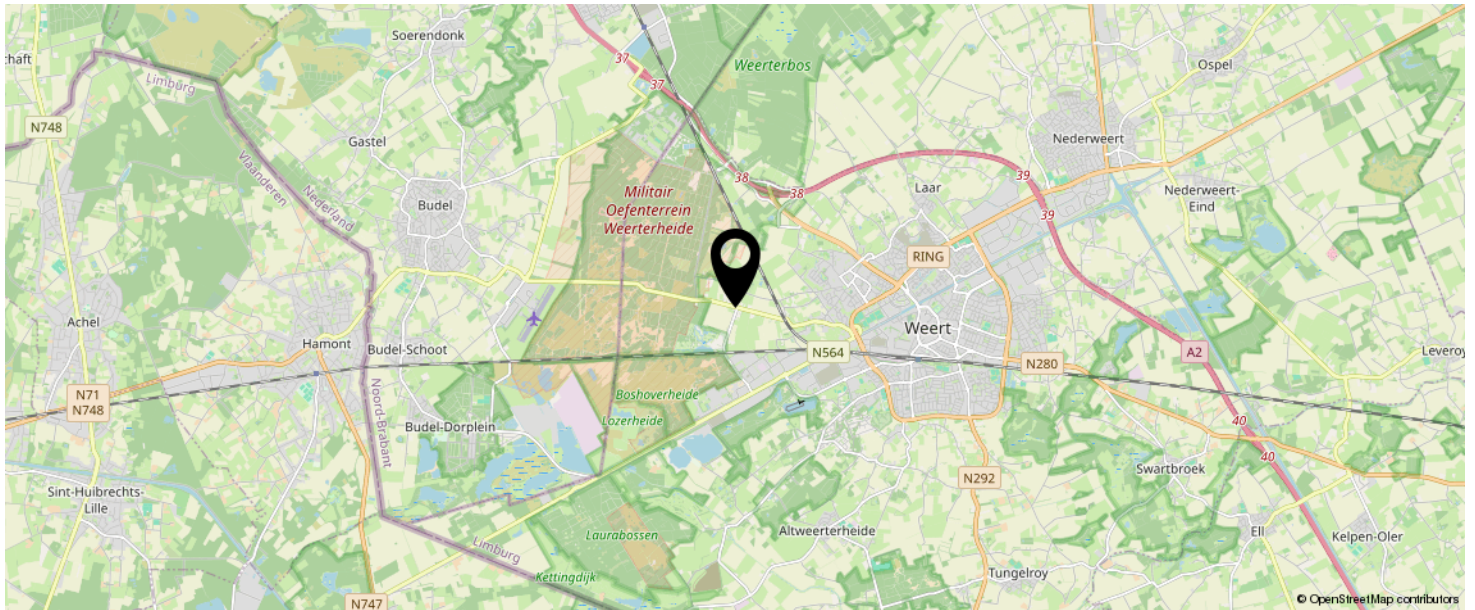 Soerendonk
chaft
Limburg
37
37
Weerterbos
Ospel
N748
Gastel
Nederweert
Vlaanderen
Nederland
38
38
39
Laar
Nederweert-
Eind
Budel
Militair
Oefenterrein
Weerterheide
39
RING
Achel
Hamont
Budel-Schoot
Weert
N564
N280
A2
Leveroy
N71
N748
Noord-Brabant
Boshoverheide
Lozerheide
Budel-Dorplein
40
40
Swartbroek
Sint-Huibrechts-
Lille
N292
Altweerterheide
Laurabossen
Ell
Kelpen-Oler
Limburg
Kettingdijk
Tungelroy
N747
© OpenStreetMap contributors